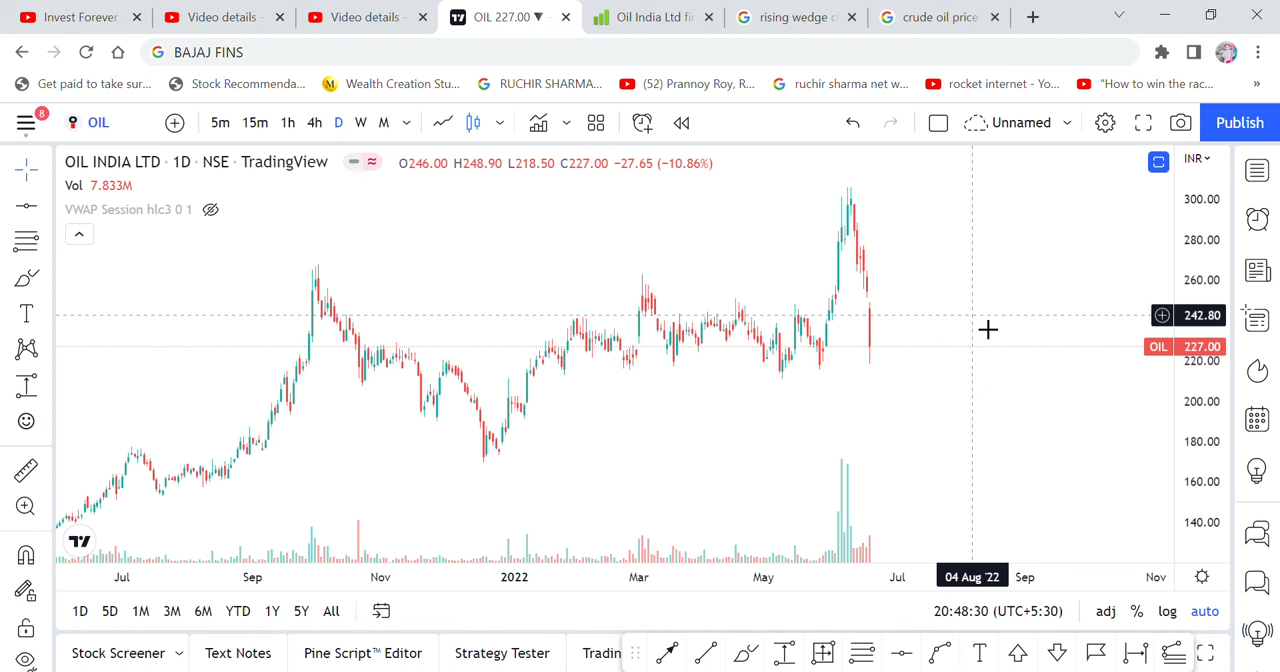 Invest Forever
Video details -
Video details -
OIL 227.00 ▼
Oil India Ltd fin
rising wedge c
crude oil price
BAJAJ FINS
Get paid to take sur...
Stock Recommenda...
Wealth Creation Stu...
RUCHIR SHARMA...
(52) Prannoy Roy, R...
ruchir sharma net w...
rocket internet - Yo...
"How to win the rac...
»
8
OIL
5m 15m 1h 4h D W M
Unnamed
Publish
OIL INDIA LTD · 1D · NSE · TradingView
O246.00 H248.90 L218.50 C227.00 −27.65 (−10.86%)
INR
Vol 7.833M
VWAP Session hlc3 0 1
300.00
280.00
260.00
242.80
OIL 227.00
220.00
200.00
180.00
160.00
140.00
Jul Sep Nov 2022 Mar May Jul 04 Aug '22 Sep Nov
1D 5D 1M 3M 6M YTD 1Y 5Y All
20:48:30 (UTC+5:30) adj % log auto
Stock Screener Text Notes Pine Script™ Editor Strategy Tester Tradin